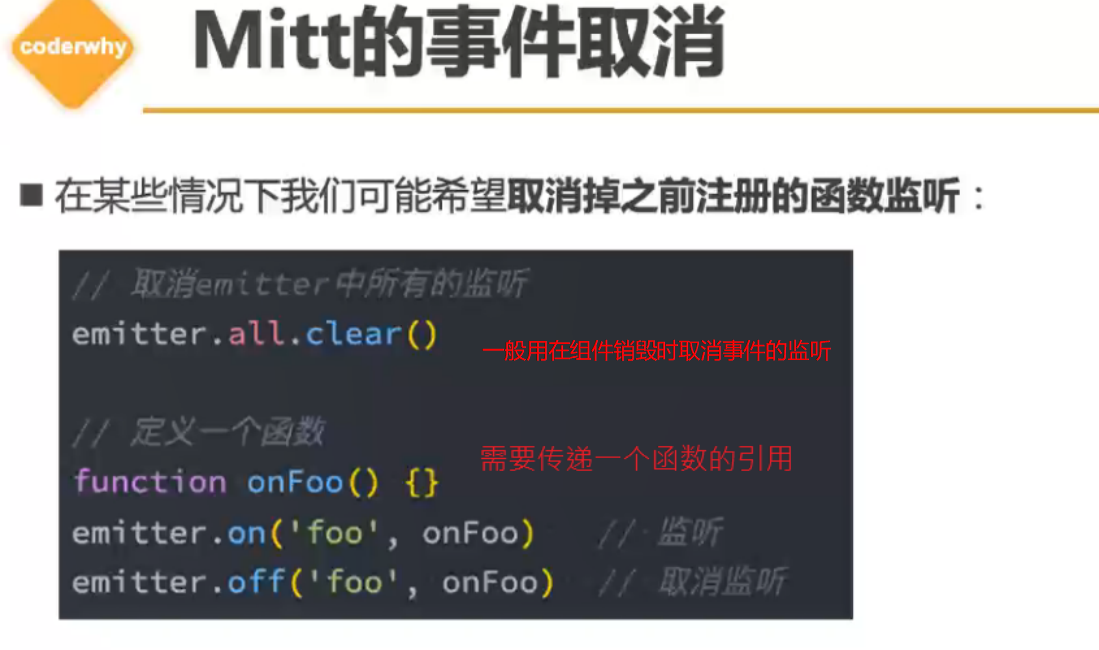 coderwhy
Mitt的事件取消
■ 在某些情况下我们可能希望取消掉之前注册的函数监听：
// 取消emitter中所有的监听
emitter.all.clear()
一般用在组件销毁时取消事件的监听
// 定义一个函数
需要传递一个函数的引用
function onFoo() {}
emitter.on('foo', onFoo) // 监听
emitter.off('foo', onFoo) // 取消监听